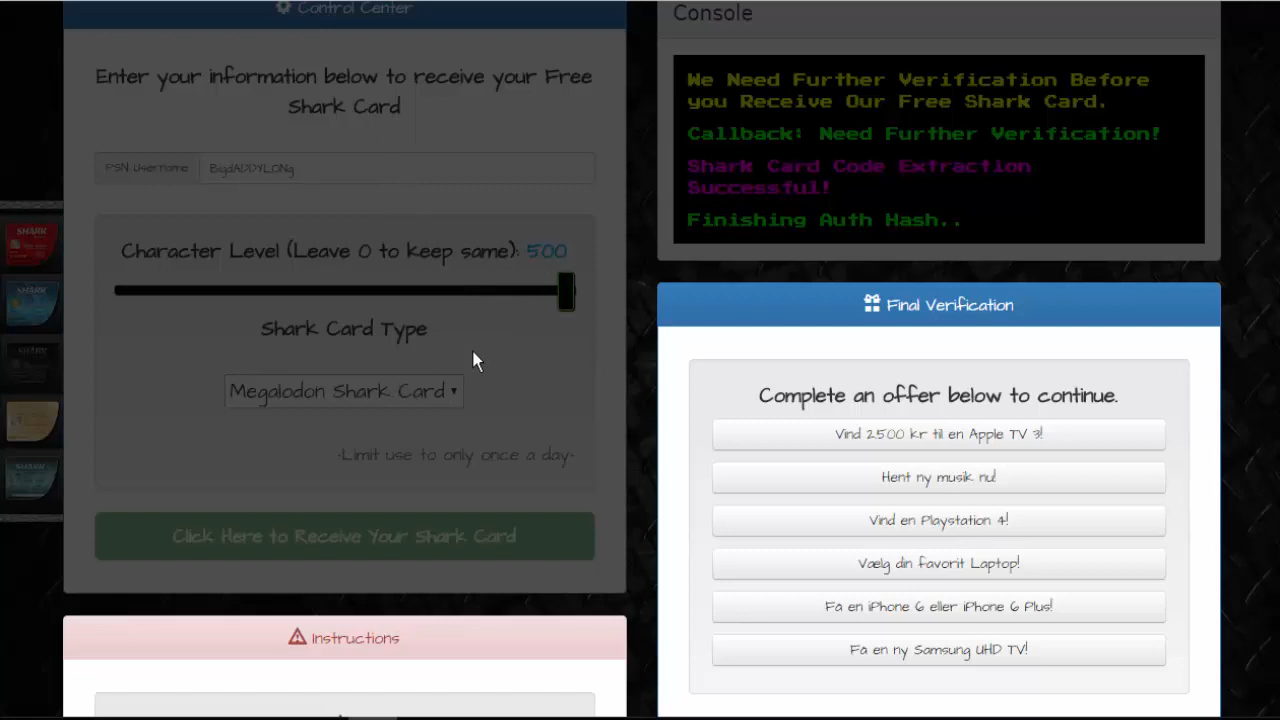 Control Center
Enter your information below to receive your Free
Shark Card
PSN Username
BigdADDYLONg
Character Level (Leave 0 to keep same): 500
Shark Card Type
Megalodon Shark Card
-Limit use to only once a day-
Click Here to Receive Your Shark Card
Instructions
SHARK
SHARK
Console
We Need Further Verification Before
you Receive Our Free Shark Card.
Callback: Need Further Verification!
Shark Card Code Extraction
Successful!
Finishing Auth Hash..
Final Verification
Complete an offer below to continue.
Vind 2500 kr til en Apple TV 3!
Hent ny musik nu!
Vind en Playstation 4!
Vælg din favorit Laptop!
Fa en iPhone 6 eller iPhone 6 Plus!
Fa en ny Samsung UHD TV!